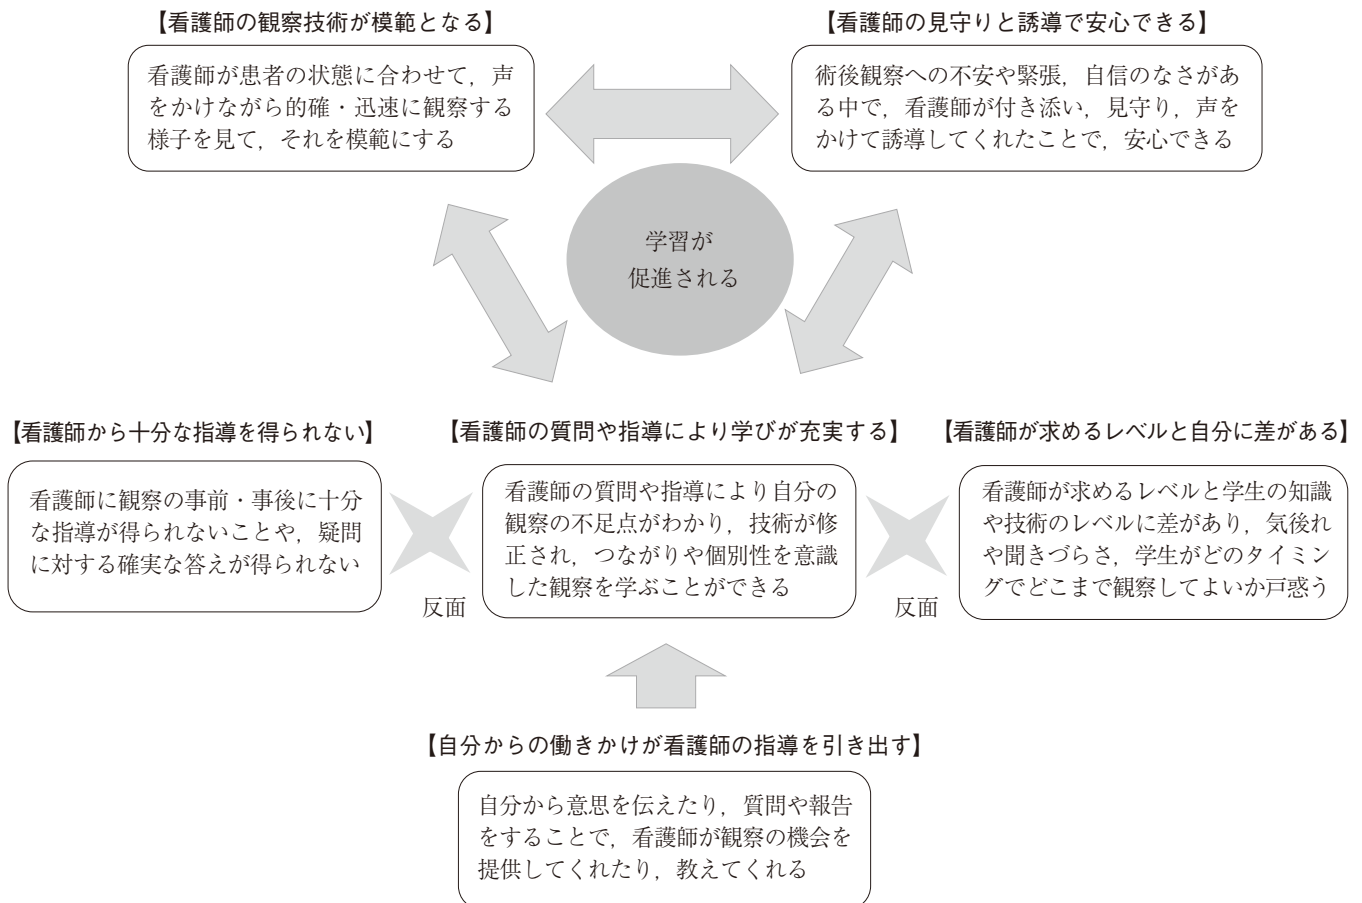 【看護師の観察技術が模範となる】
看護師が患者の状態に合わせて，声
をかけながら的確・迅速に観察する
様子を見て，それを模範にする
【看護師の見守りと誘導で安心できる】
術後観察への不安や緊張，自信のなさがあ
る中で，看護師が付き添い，見守り，声を
かけて誘導してくれたことで，安心できる
学習が
促進される
【看護師から十分な指導を得られない】
看護師に観察の事前・事後に十分
な指導が得られないことや，疑問
に対する確実な答えが得られない
反面
【看護師の質問や指導により学びが充実する】
看護師の質問や指導により自分の
観察の不足点がわかり，技術が修
正され，つながりや個別性を意識
した観察を学ぶことができる
反面
【看護師が求めるレベルと自分に差がある】
看護師が求めるレベルと学生の知識
や技術のレベルに差があり，気後れ
や聞きづらさ，学生がどのタイミン
グでどこまで観察してよいか戸惑う
【自分からの働きかけが看護師の指導を引き出す】
自分から意思を伝えたり，質問や報告
をすることで，看護師が観察の機会を
提供してくれたり，教えてくれる